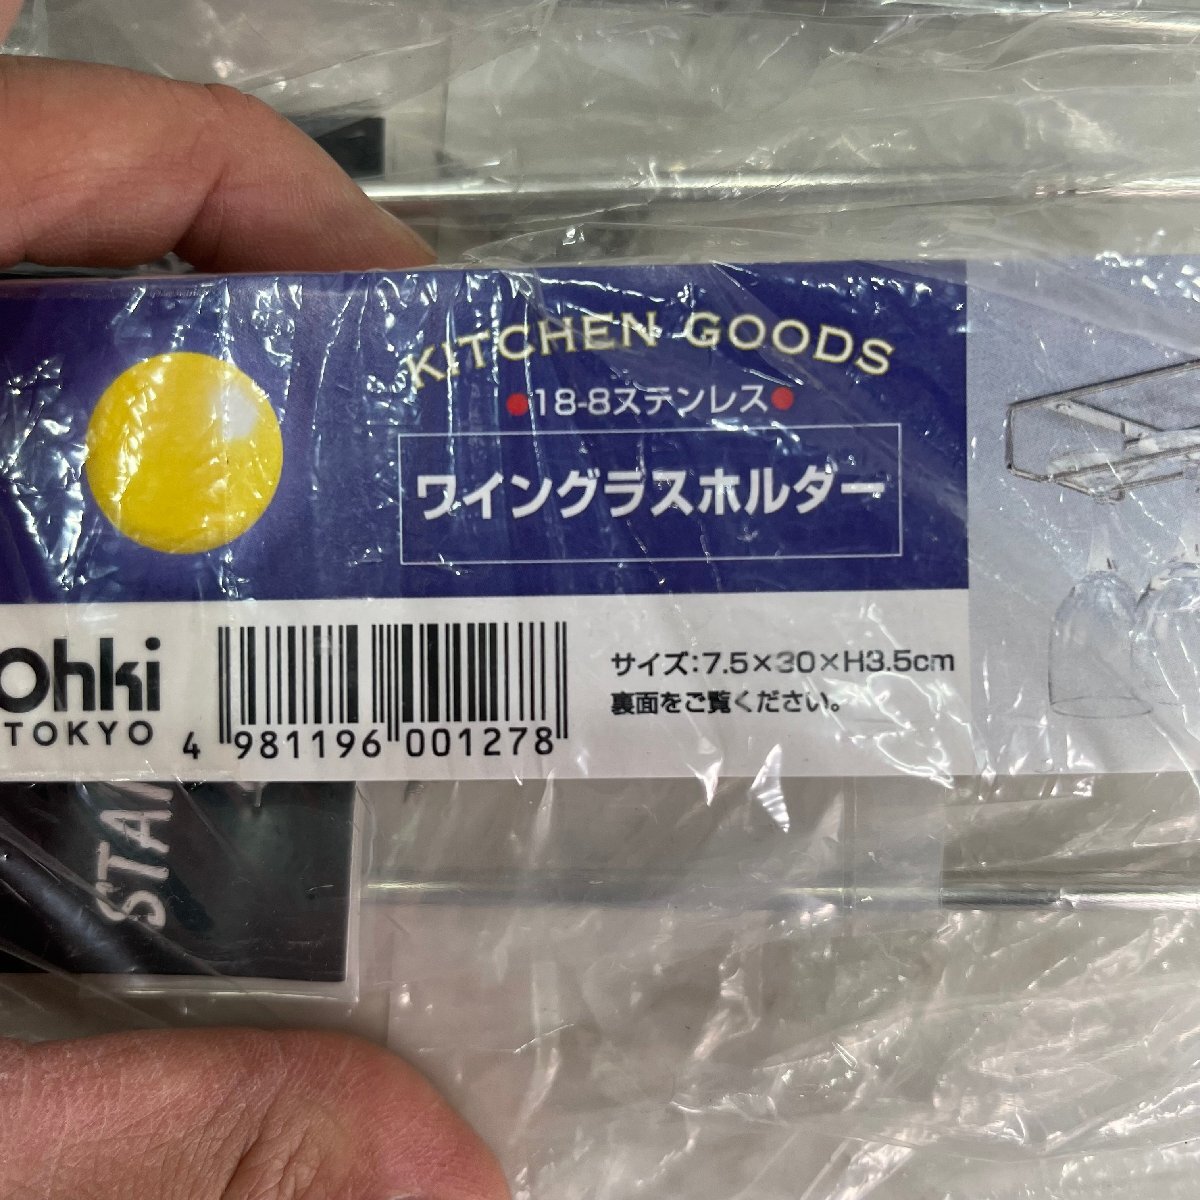 KITCHEN GOODS
●18-8ステンレス●
ワイングラスホルダー
Ohki
TOKYO
4 981196 001278
サイズ:7.5×30×H3.5cm
裏面をご覧ください。